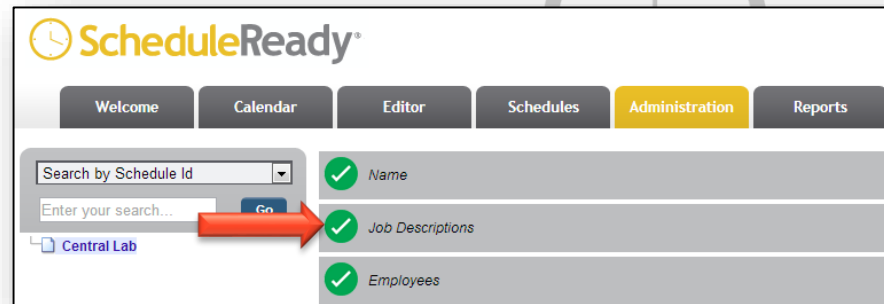 ScheduleReady®
Welcome
Calendar
Editor
Schedules
Administration
Reports
Search by Schedule Id
Enter your search...
Go
Central Lab
Name
Job Descriptions
Employees